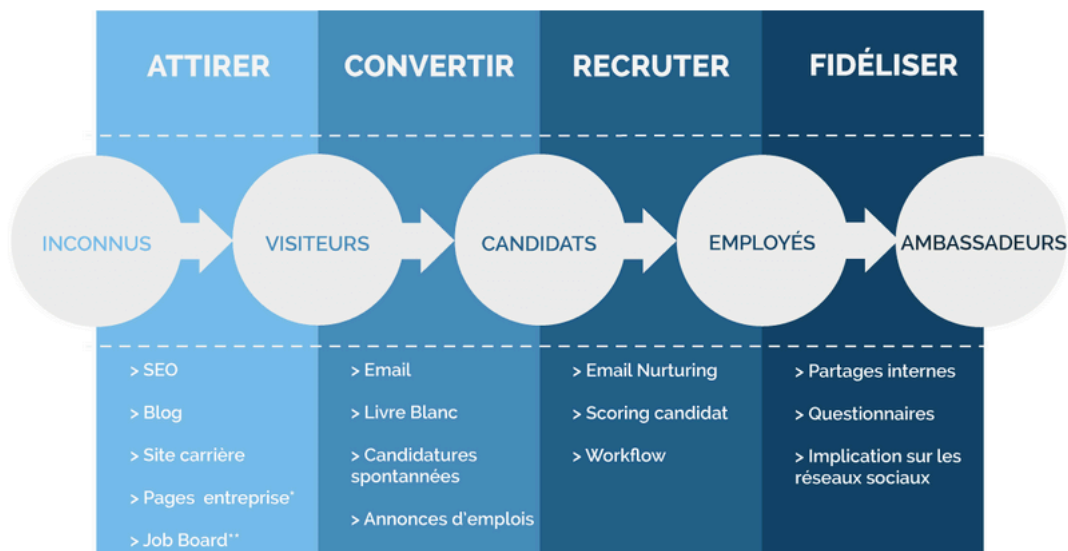 ATTIRER
CONVERTIR
RECRUTER
FIDÉLISER
INCONNUS
VISITEURS
CANDIDATS
EMPLOYÉS
AMBASSADEURS
> SEO
> Blog
> Site carrière
> Pages entreprise*
> Job Board**
> Email
> Livre Blanc
> Candidatures
spontannées
> Annonces d'emplois
> Email Nurturing
> Scoring candidat
> Workflow
> Partages internes
> Questionnaires
> Implication sur les
réseaux sociaux